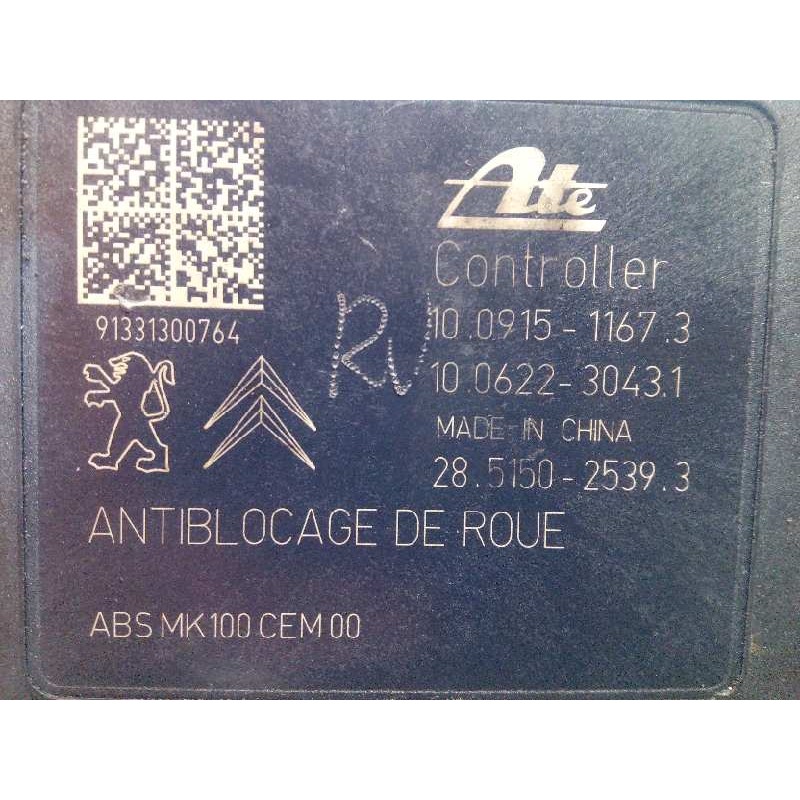 Ate
Controller
10.0915-1167.3
10.0622-3043.1
MADE IN CHINA
28.5150-2539.3
91331300764
RV
ANTIBLOCAGE DE ROUE
ABS MK100 CEM 00